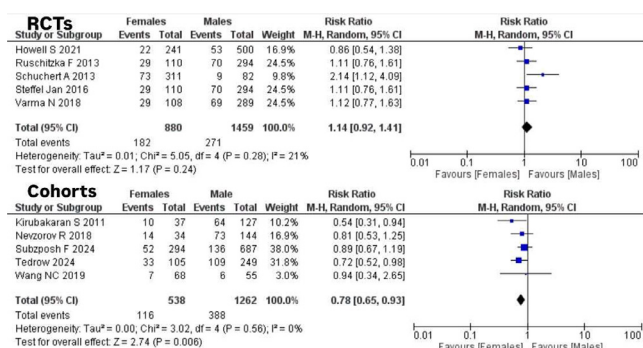 RCTs
Females Males Risk Ratio Risk Ratio
Study or Subgroup Events Total Events Total Weight M-H, Random, 95% CI M-H, Random, 95% CI
Howell S 2021 22 241 53 500 16.9% 0.86 [0.54, 1.38]
Ruschitzka F 2013 29 110 70 294 24.5% 1.11 [0.76, 1.61]
Schuchert A 2013 73 311 9 82 9.8% 2.14 [1.12, 4.09]
Steffel Jan 2016 29 110 70 294 24.5% 1.11 [0.76, 1.61]
Varma N 2018 29 108 69 289 24.5% 1.12 [0.77, 1.63]
Total (95% CI) 880 1459 100.0% 1.14 [0.92, 1.41]
Total events 182 271
Heterogeneity: Tau² = 0.01; Chi² = 5.05, df = 4 (P = 0.28); I² = 21%
Test for overall effect: Z = 1.17 (P = 0.24)
0.01 0.1 1 10 100
Favours [Females] Favours [Males]
Cohorts
Females Male Risk Ratio Risk Ratio
Study or Subgroup Events Total Events Total Weight M-H, Random, 95% CI M-H, Random, 95% CI
Kirubakaran S 2011 10 37 64 127 10.2% 0.54 [0.31, 0.94]
Nevzorov R 2018 14 34 73 144 14.1% 0.81 [0.53, 1.25]
Subzposh F 2024 52 294 136 687 38.0% 0.89 [0.67, 1.19]
Tedrow 2024 33 105 109 249 34.6% 0.72 [0.52, 0.98]
Wang NC 2019 7 68 6 55 3.0% 0.94 [0.34, 2.65]
Total (95% CI) 538 1262 100.0% 0.78 [0.65, 0.93]
Total events 116 388
Heterogeneity: Tau² = 0.00; Chi² = 3.02, df = 4 (P = 0.56); I² = 0%
Test for overall effect: Z = 2.74 (P = 0.006)
0.01 0.1 1 10 100
Favours [Females] Favours [Males]